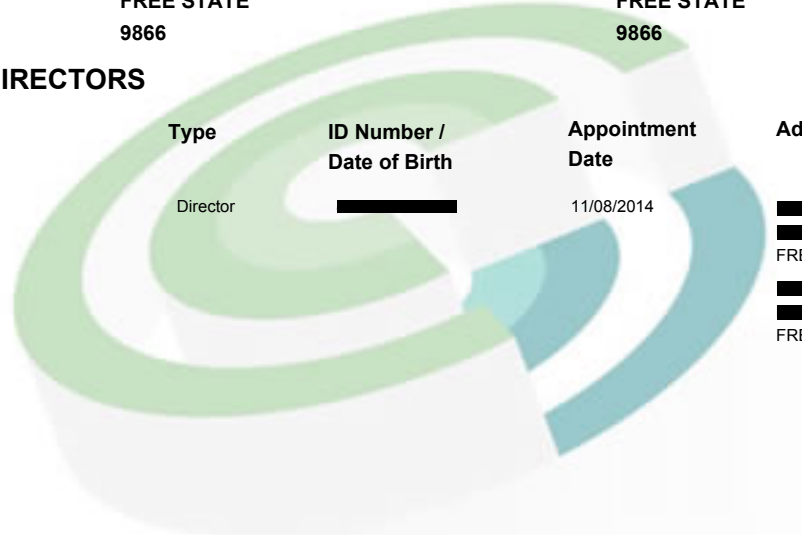 FREE STATE FREE STATE
9866 9866
IRECTORS
Type ID Number / Appointment Ad
Date of Birth Date
Director 11/08/2014
FRE
FRE